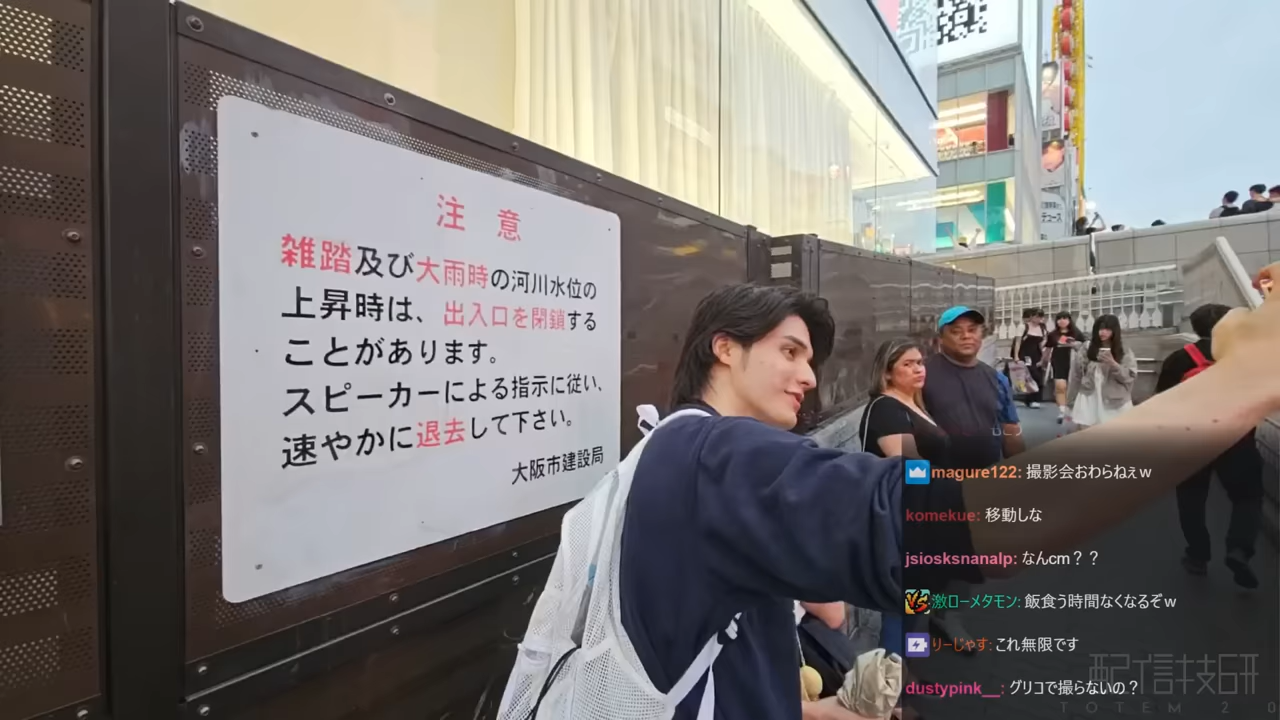 注 意
雑踏及び大雨時の河川水位の
上昇時は、出入口を閉鎖する
ことがあります。
スピーカーによる指示に従い、
速やかに退去して下さい。
大阪市建設局
magure122: 撮影会おわらねぇw
komekue: 移動しな
jsiosksnanalp: なんcm？？
激ローメタモン: 飯食う時間なくなるぞw
りーじゃす: これ無限です
dustypink__: グリコで撮らないの？
配信技研
TOTEM 2.0